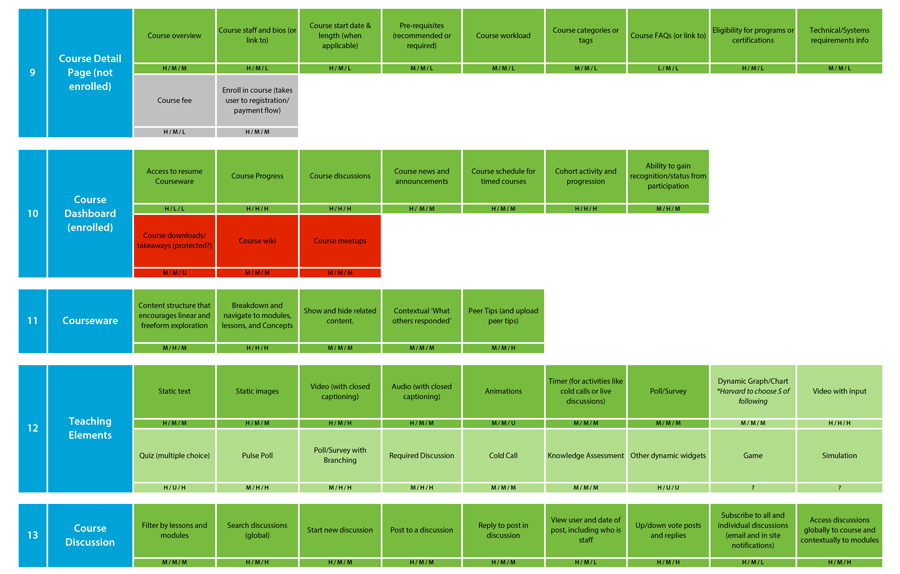 9
Course Detail
Page (not
enrolled)
Course overview
H / M / M
Course staff and bios (or
link to)
H / M / L
Course start date &
length (when
applicable)
H / M / L
Pre-requisites
(recommended or
required)
M / M / L
Course workload
M / M / L
Course categories or
tags
M / M / L
Course FAQs (or link to)
L / M / L
Eligibility for programs or
certifications
H / M / L
Technical/Systems
requirements info
M / M / L
Course fee
H / M / L
Enroll in course (takes
user to registration/
payment flow)
H / M / M
10
Course
Dashboard
(enrolled)
Access to resume
Courseware
H / L / L
Course Progress
H / H / H
Course discussions
H / H / H
Course news and
announcements
H / M / M
Course schedule for
timed courses
H / M / M
Cohort activity and
progression
H / H / H
Ability to gain
recognition/status from
participation
M / H / M
Course downloads/
takeaways (protected?)
M / M / U
Course wiki
M / M / M
Course meetups
M / M / M
11
Courseware
Content structure that
encourages linear and
freeform exploration
M / H / M
Breakdown and
navigate to modules,
lessons, and Concepts
H / H / H
Show and hide related
content.
M / M / M
Contextual ‘What
others responded’
M / M / M
Peer Tips (and upload
peer tips)
M / M / H
12
Teaching
Elements
Static text
H / M / M
Static images
H / M / M
Video (with closed
captioning)
H / M / H
Audio (with closed
captioning)
H / M / M
Animations
M / M / U
Timer (for activities like
cold calls or live
discussions)
M / M / M
Poll/Survey
M / M / M
Dynamic Graph/Chart
*Harvard to choose 5 of
following
M / M / M
Video with input
H / H / H
Quiz (multiple choice)
H / U / H
Pulse Poll
M / H / H
Poll/Survey with
Branching
M / H / H
Required Discussion
M / H / H
Cold Call
M / M / M
Knowledge Assessment
M / M / M
Other dynamic widgets
H / U / U
Game
?
Simulation
?
13
Course
Discussion
Filter by lessons and
modules
M / M / M
Search discussions
(global)
H / M / H
Start new discussion
H / M / M
Post to a discussion
H / M / M
Reply to post in
discussion
H / M / M
View user and date of
post, including who is
staff
H / M / L
Up/down vote posts
and replies
H / M / H
Subscribe to all and
individual discussions
(email and in site
notifications)
H / M / L
Access discussions
globally to course and
contextually to modules
H / M / H